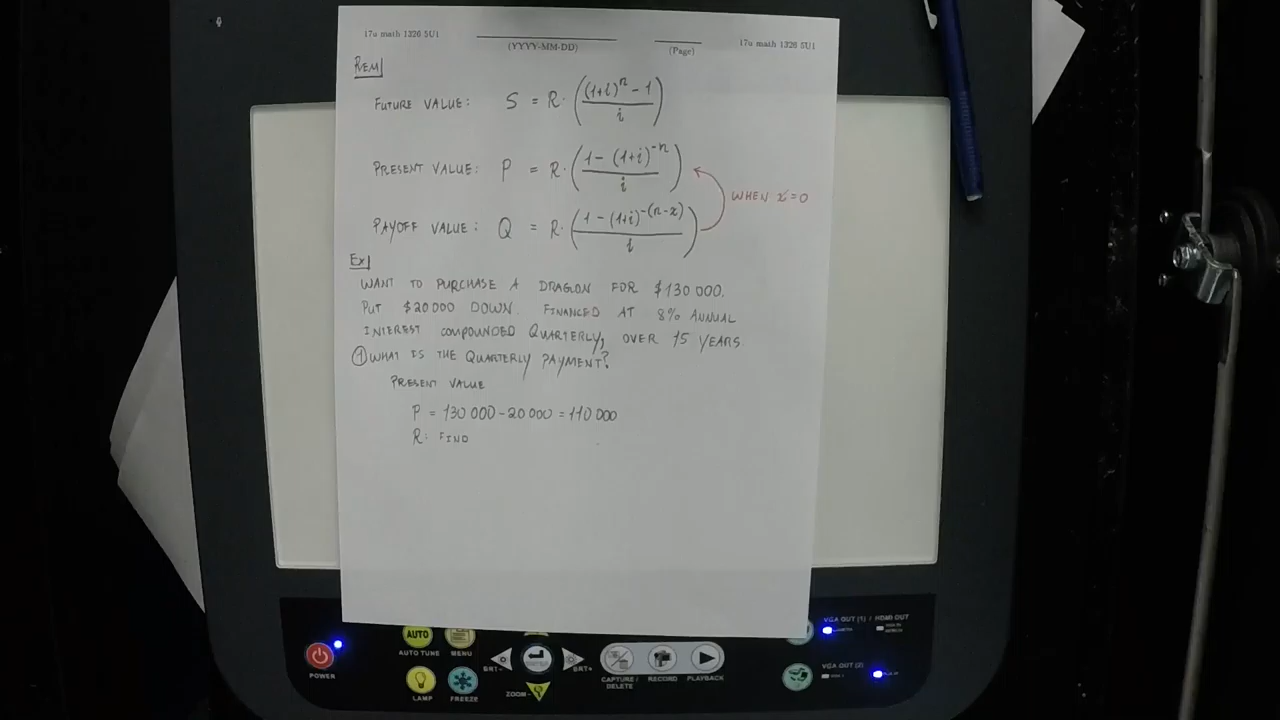 17u math 1326 5U1
(YYYY-MM-DD)
(Page)
17u math 1326 5U1
REM
FUTURE VALUE: S = R·(((1+i)^n - 1)/i)
PRESENT VALUE: P = R·((1-(1+i)^-n)/i)
WHEN x=0
PAYOFF VALUE: Q = R·((1-(1+i)^-(n-x))/i)
EX
WANT TO PURCHASE A DRAGON FOR $130 000.
PUT $20 000 DOWN. FINANCED AT 8% ANNUAL
INTEREST COMPOUNDED QUARTERLY, OVER 15 YEARS.
① WHAT IS THE QUARTERLY PAYMENT?
PRESENT VALUE
P = 130 000 - 20 000 = 110 000
R: FIND
POWER
AUTO
AUTO TUNE
MENU
LAMP
FREEZE
BRT-
BRT+
ZOOM-
CAPTURE/
DELETE
RECORD
PLAYBACK
VGA OUT (1) / HDMI OUT
VGA OUT (2)